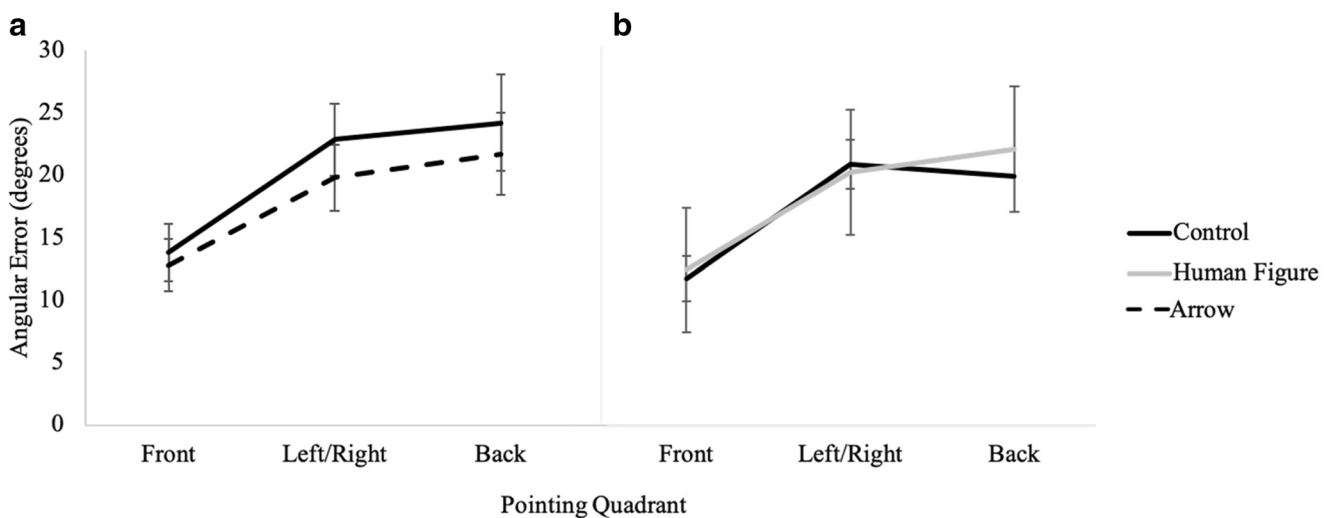 a
b
30
25
20
15
10
5
0
Angular Error (degrees)
Front Left/Right Back
Front Left/Right Back
Pointing Quadrant
Control
Human Figure
Arrow